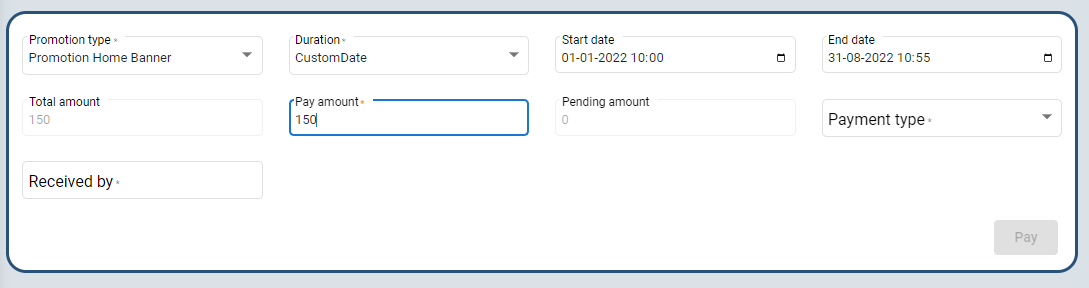 Promotion type * Duration * Start date End date
Promotion Home Banner CustomDate 01-01-2022 10:00 31-08-2022 10:55
Total amount Pay amount * Pending amount
150 150 0 Payment type *
Received by *
Pay